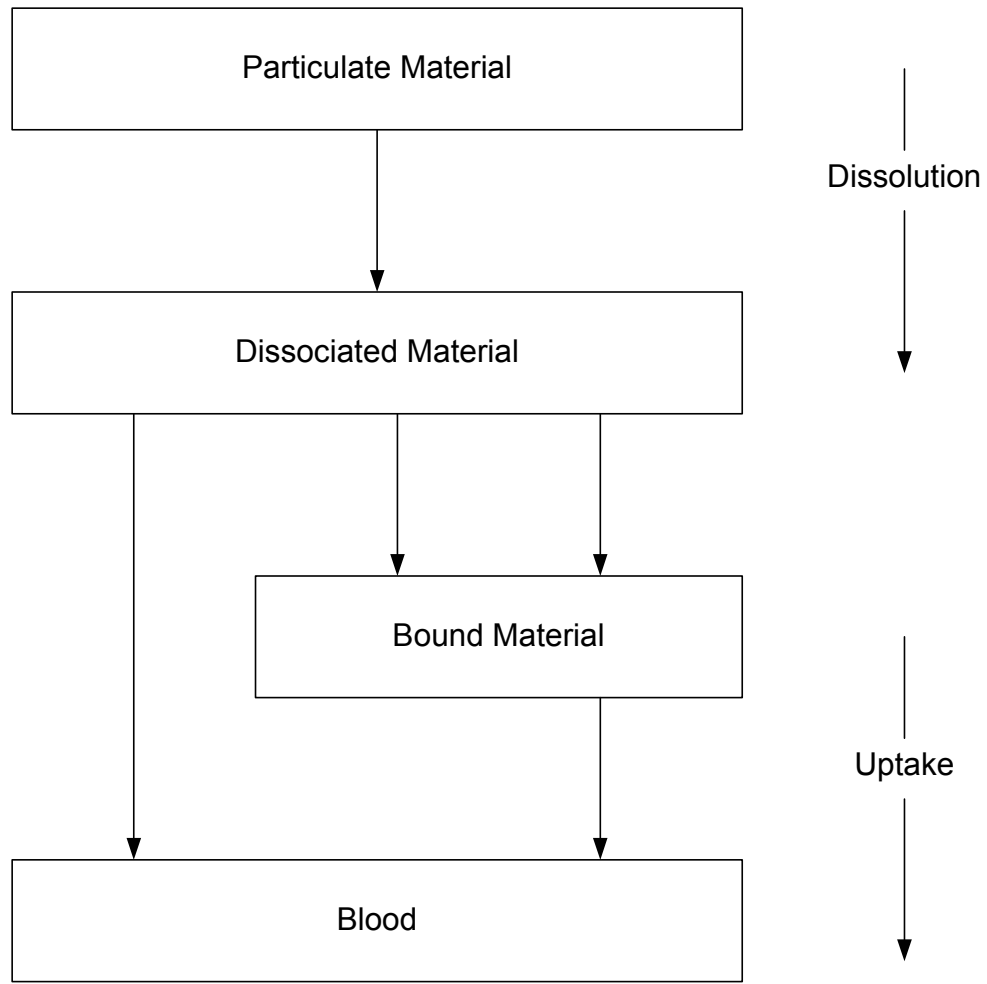 Particulate Material
Dissolution
Dissociated Material
Bound Material
Uptake
Blood